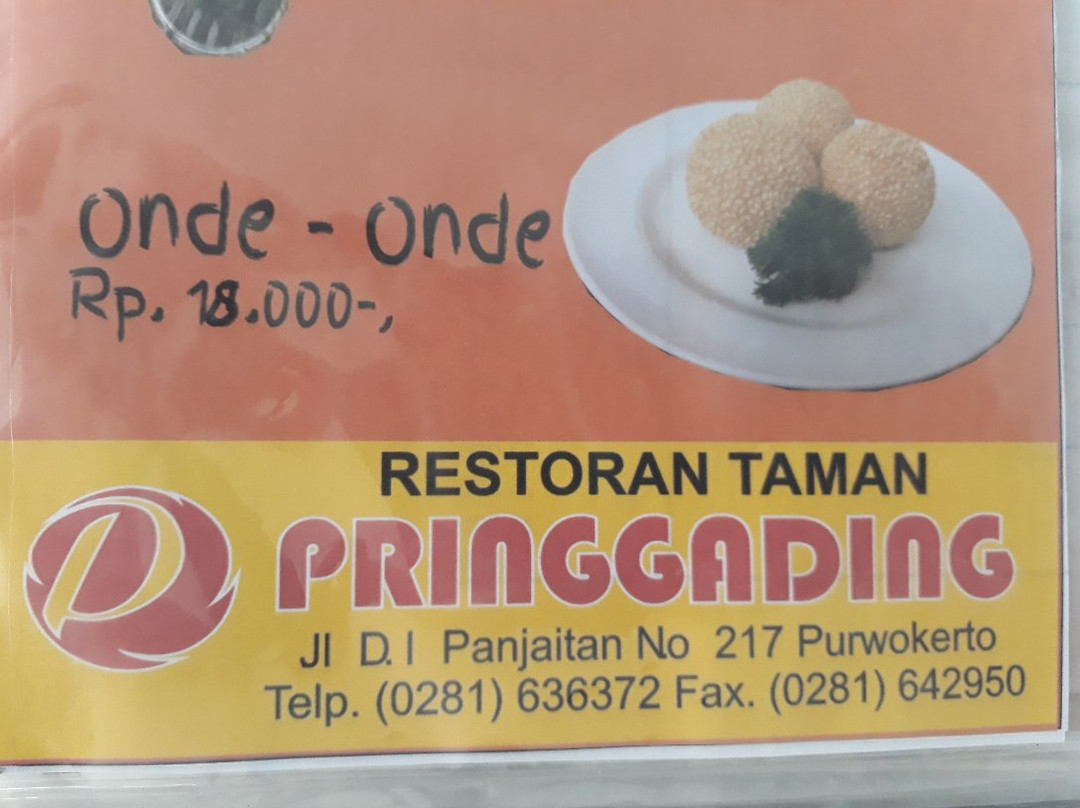 Onde - Onde
Rp. 18.000-,
RESTORAN TAMAN
PRINGGADING
Jl D.I Panjaitan No 217 Purwokerto
Telp. (0281) 636372 Fax. (0281) 642950